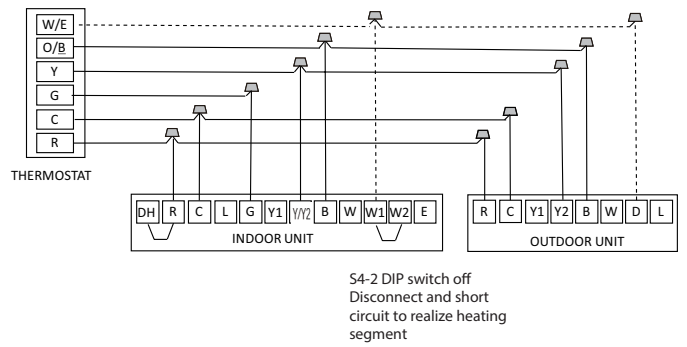 W/E
O/B
Y
G
C
R
THERMOSTAT
DH R C L G Y1 Y/Y2 B W W1 W2 E
INDOOR UNIT
R C Y1 Y2 B W D L
OUTDOOR UNIT
S4-2 DIP switch off
Disconnect and short
circuit to realize heating
segment